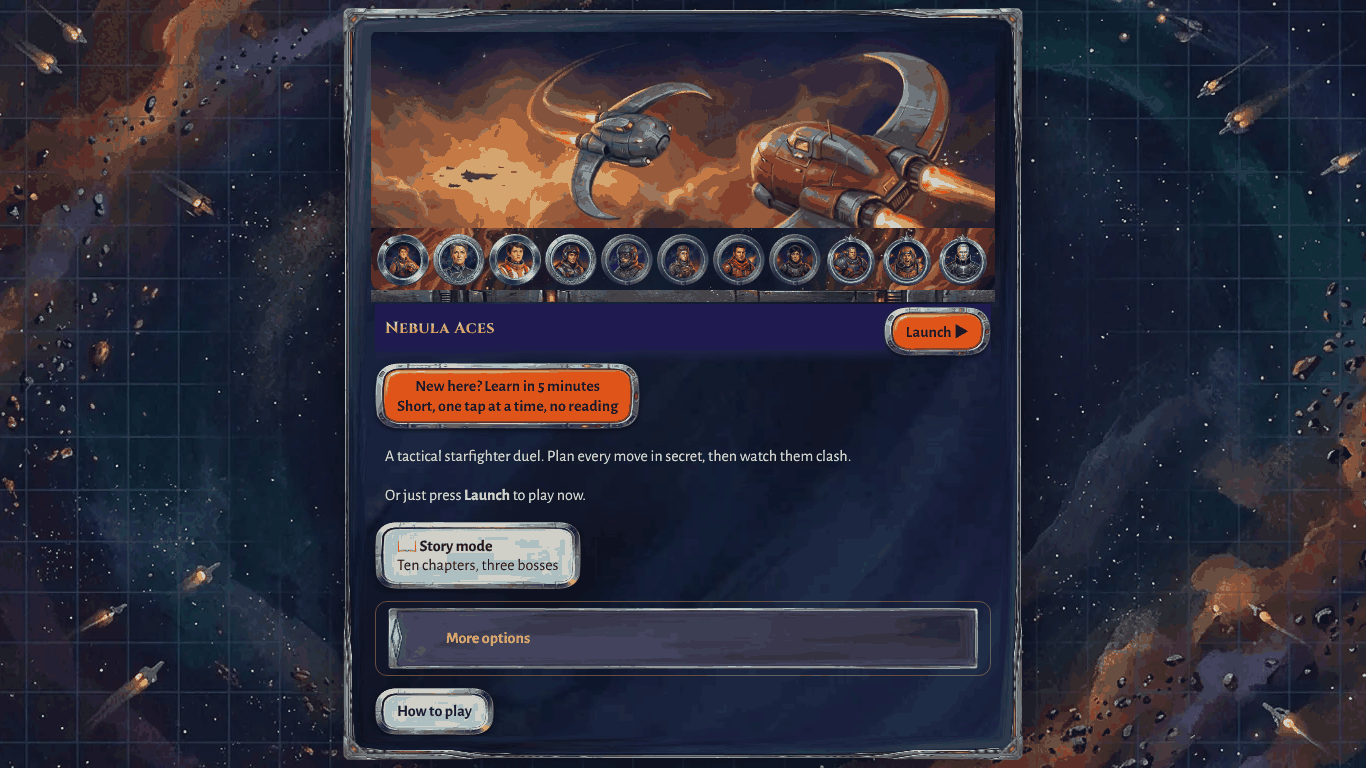 Nebula Aces
Launch ▶
New here? Learn in 5 minutes
Short, one tap at a time, no reading
A tactical starfighter duel. Plan every move in secret, then watch them clash.
Or just press Launch to play now.
Story mode
Ten chapters, three bosses
More options
How to play